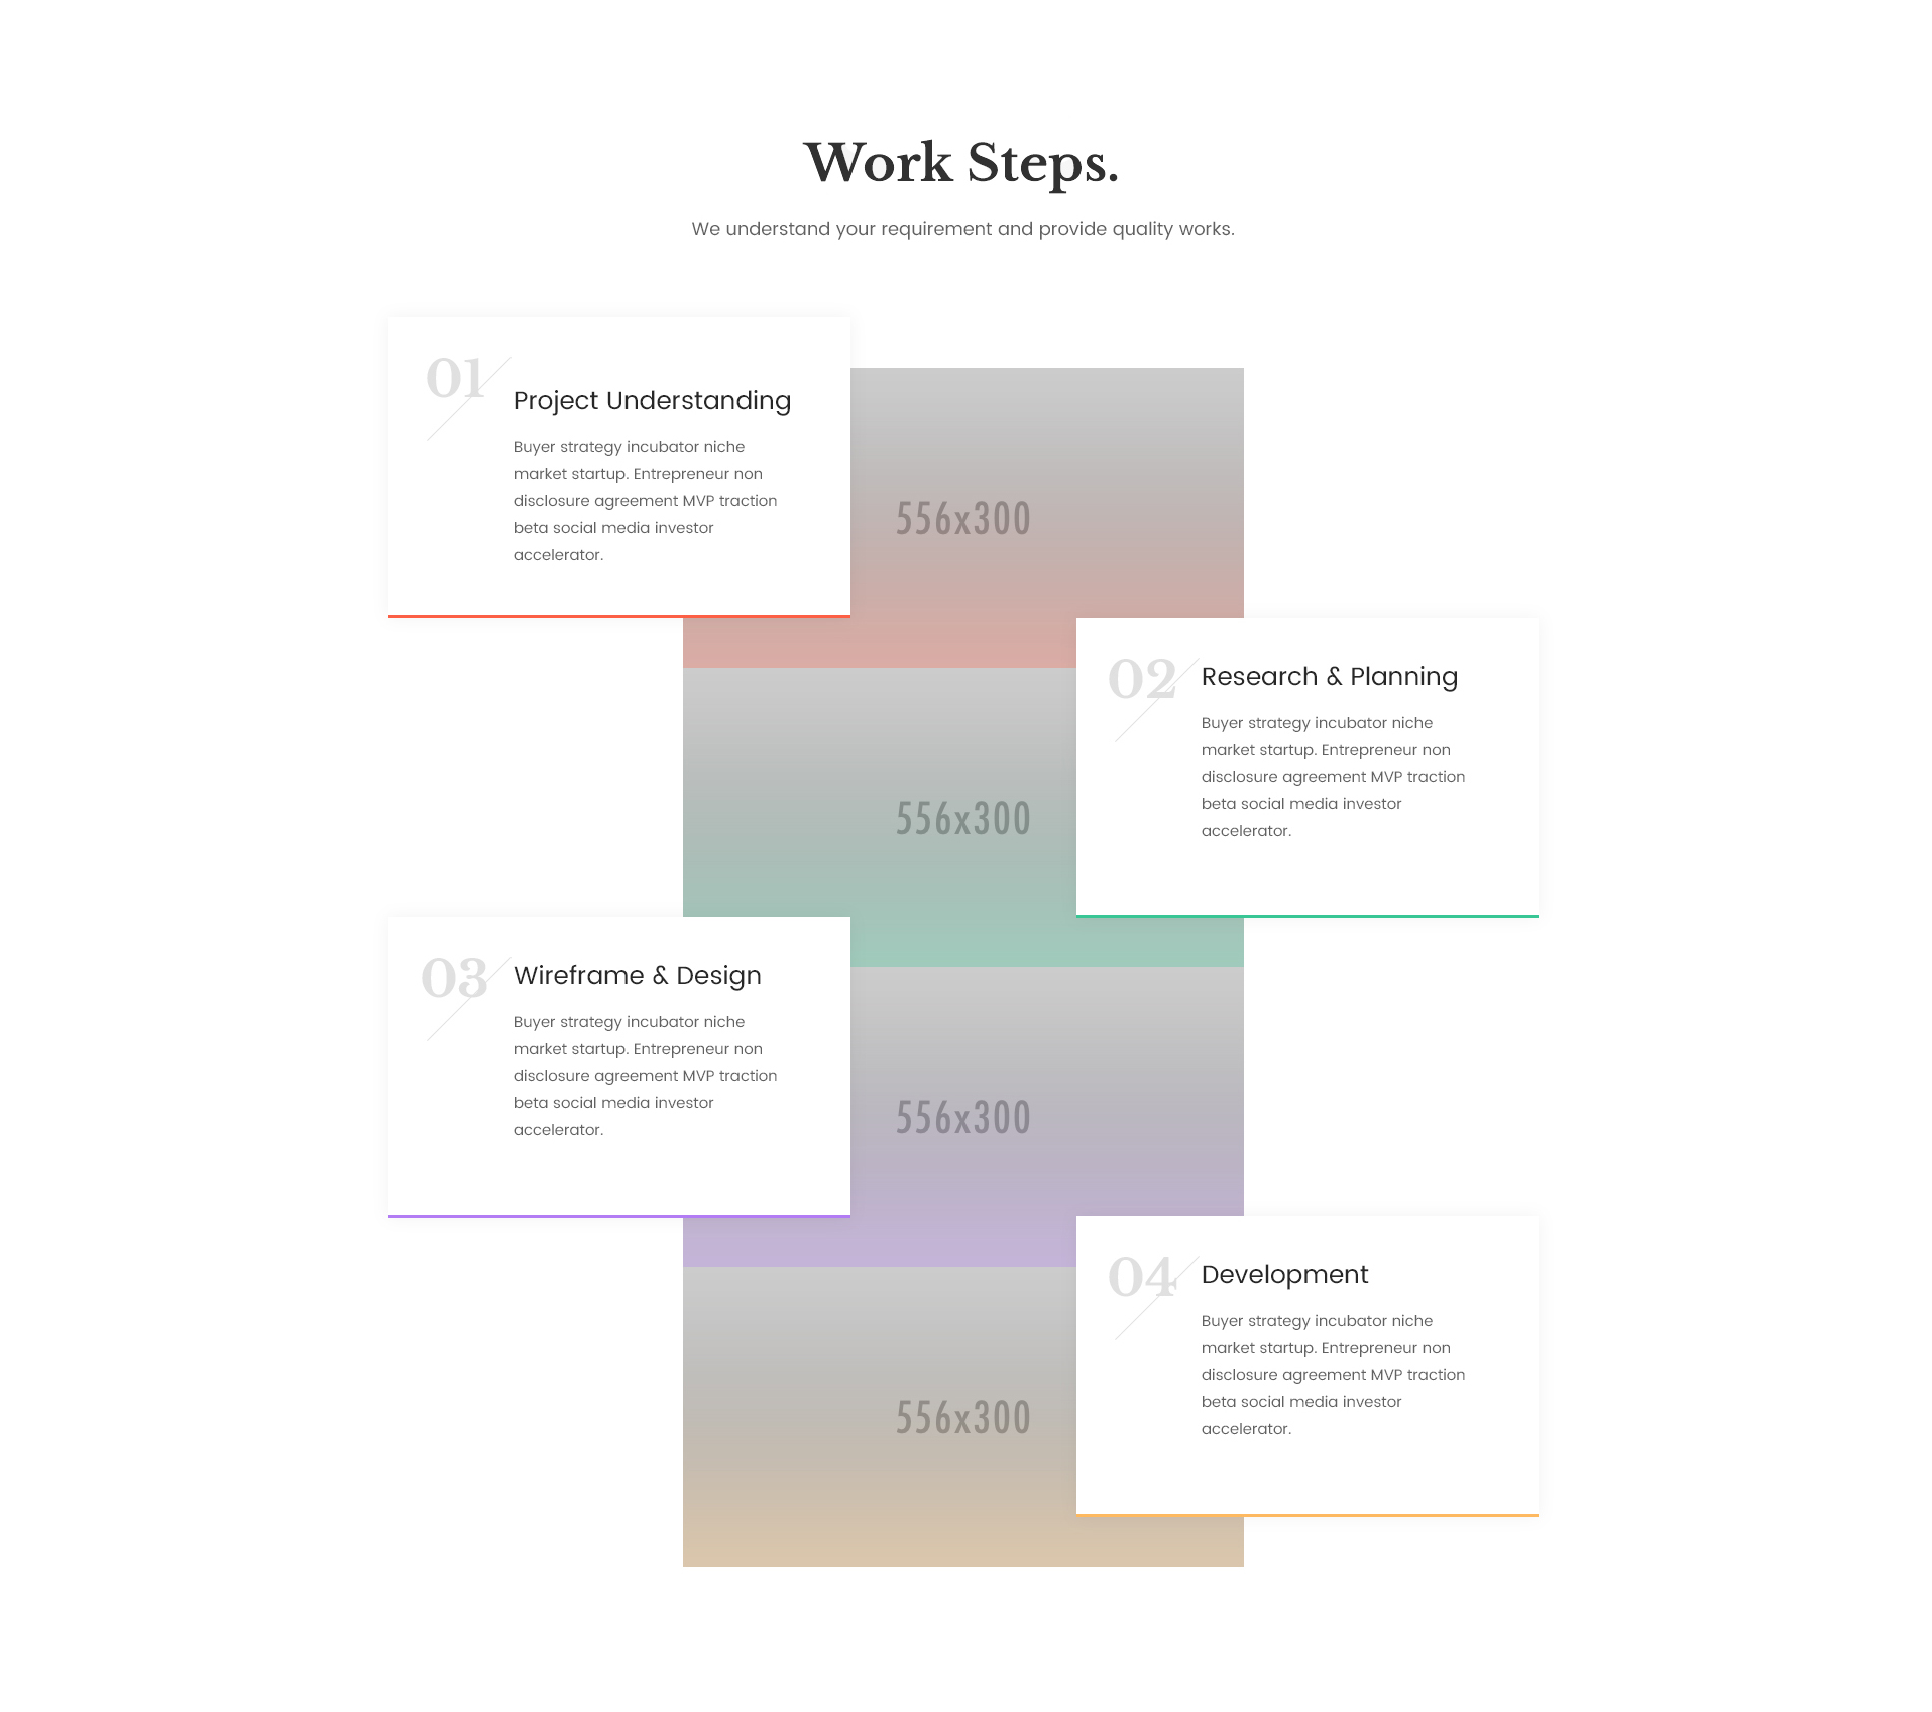 Work Steps.
We understand your requirement and provide quality works.
01
Project Understanding
Buyer strategy incubator niche
market startup. Entrepreneur non
disclosure agreement MVP traction
beta social media investor
accelerator.
556x300
02
Research & Planning
Buyer strategy incubator niche
market startup. Entrepreneur non
disclosure agreement MVP traction
beta social media investor
accelerator.
556x300
03
Wireframe & Design
Buyer strategy incubator niche
market startup. Entrepreneur non
disclosure agreement MVP traction
beta social media investor
accelerator.
556x300
04
Development
Buyer strategy incubator niche
market startup. Entrepreneur non
disclosure agreement MVP traction
beta social media investor
accelerator.
556x300